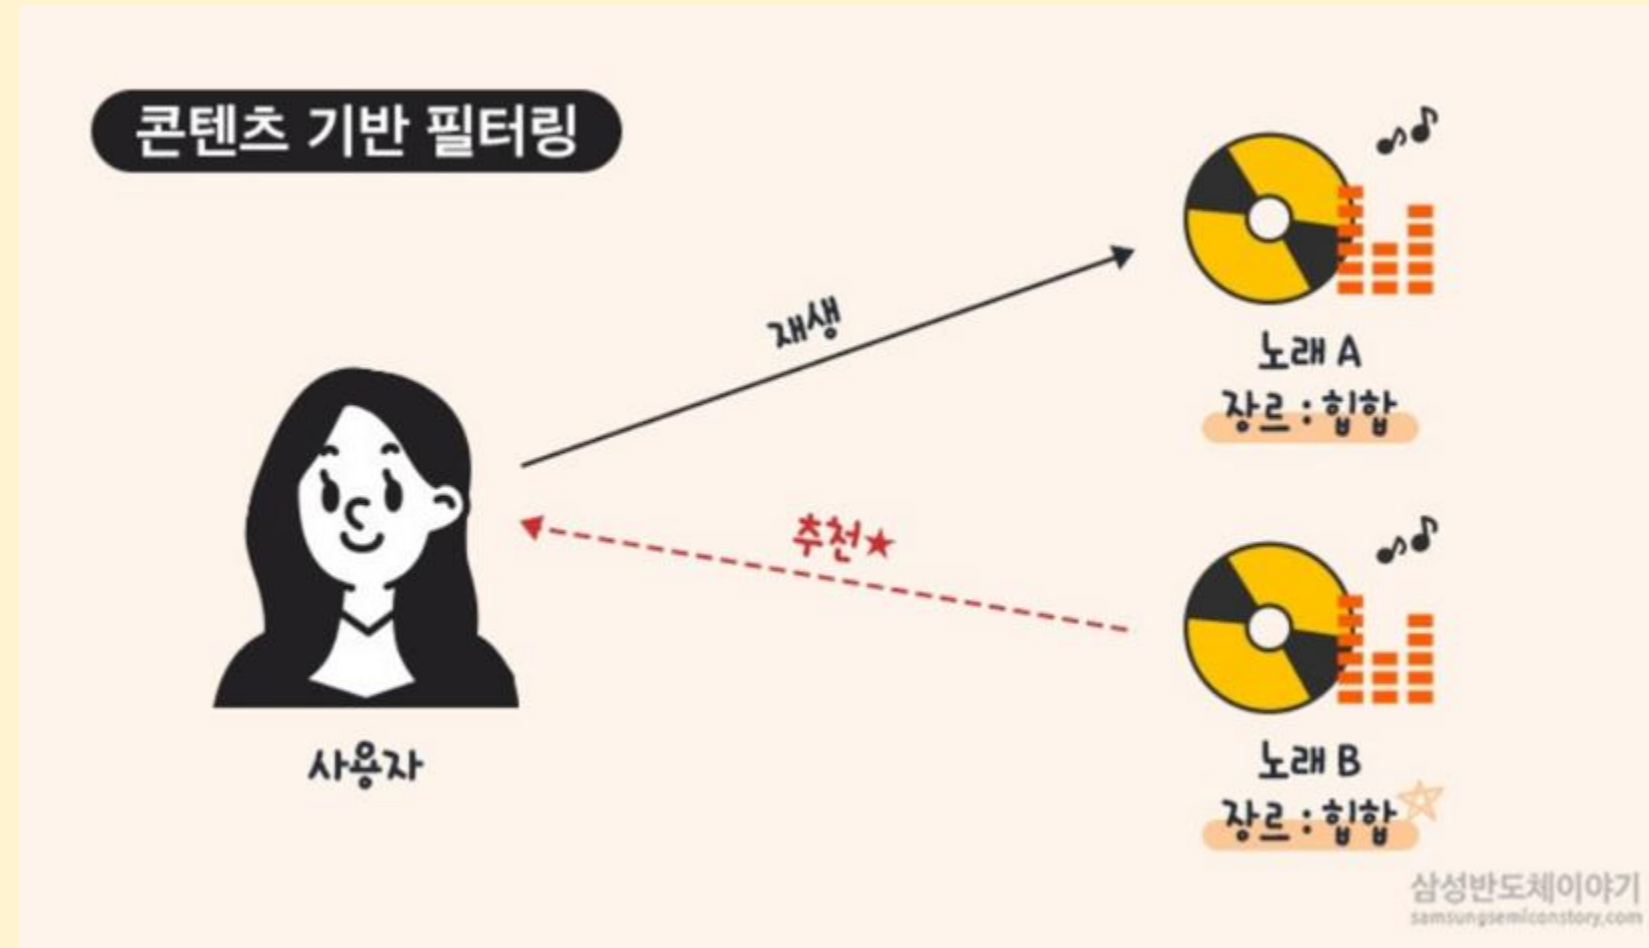 콘텐츠 기반 필터링
재생
노래 A
장르 : 힙합
추천★
사용자
노래 B
장르 : 힙합
삼성반도체이야기
samsungsemiconstory.com